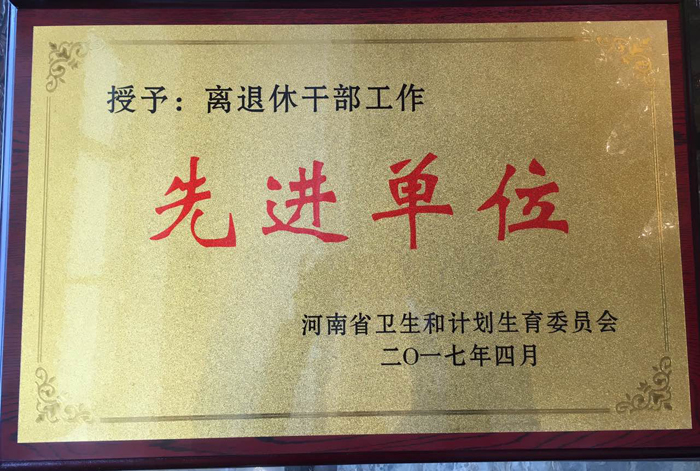 授予：离退休干部工作
先进单位
河南省卫生和计划生育委员会
二〇一七年四月